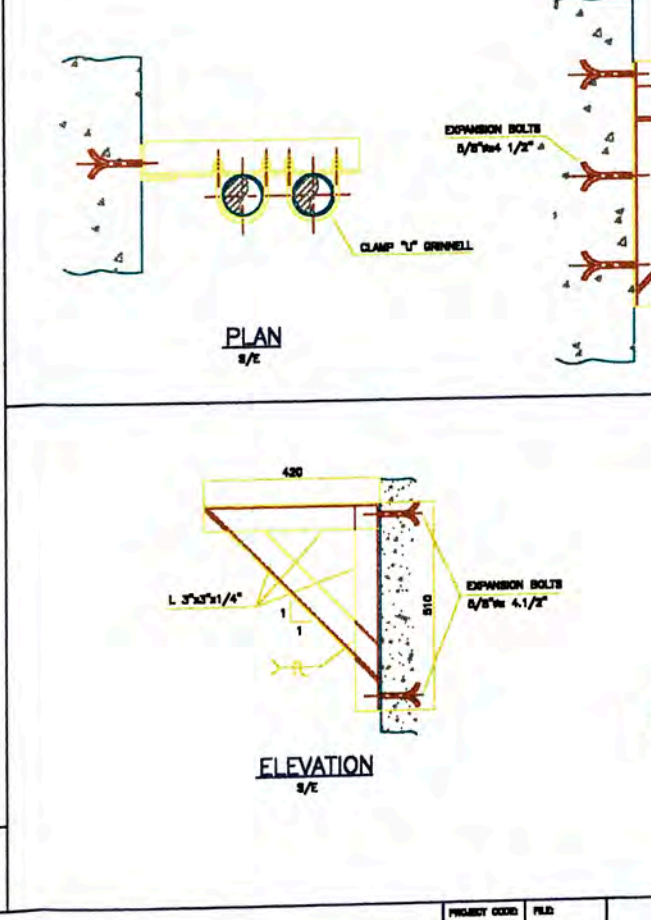 EXPANSION BOLTS
5/8"øx4 1/2"
CLAMP "U" GRINNELL
PLAN
S/E
420
L 3"x3"x1/4"
1
1
510
EXPANSION BOLTS
5/8"øx 4.1/2"
ELEVATION
S/E
PROJECT CODE:
FILE: